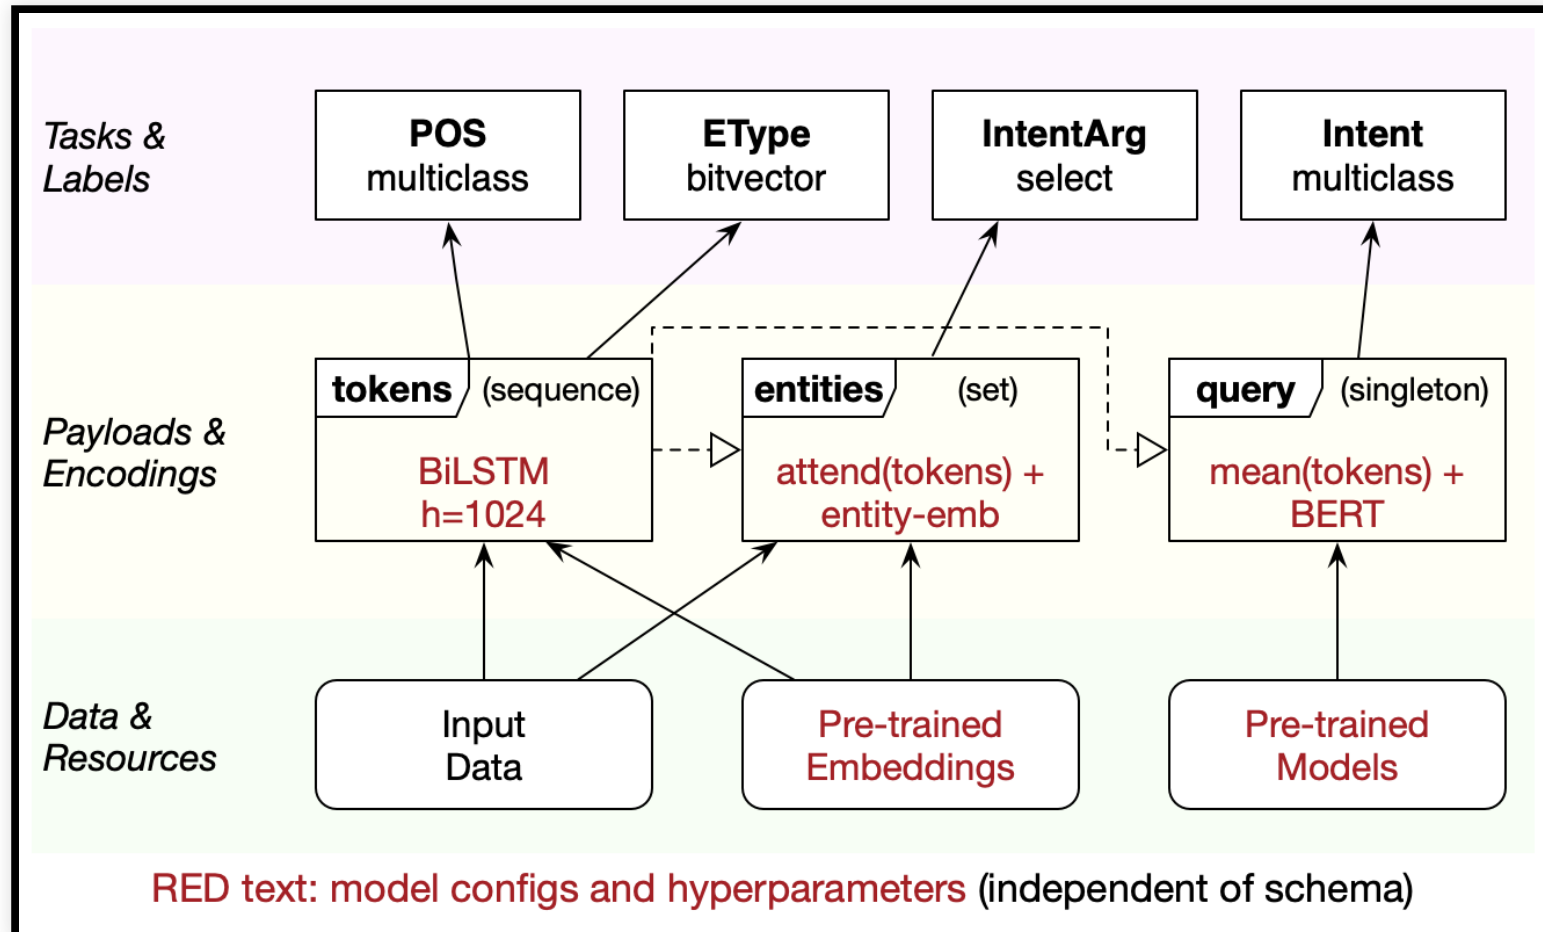 Tasks &
Labels
POS
multiclass
EType
bitvector
IntentArg
select
Intent
multiclass
Payloads &
Encodings
tokens (sequence)
BiLSTM
h=1024
entities (set)
attend(tokens) +
entity-emb
query (singleton)
mean(tokens) +
BERT
Data &
Resources
Input
Data
Pre-trained
Embeddings
Pre-trained
Models
RED text: model configs and hyperparameters (independent of schema)